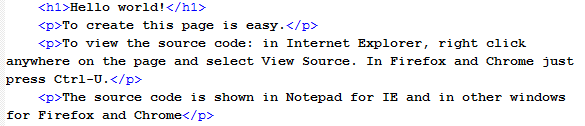 <h1>Hello world!</h1>
<p>To create this page is easy.</p>
<p>To view the source code: in Internet Explorer, right click
anywhere on the page and select View Source. In Firefox and Chrome just
press Ctrl-U.</p>
<p>The source code is shown in Notepad for IE and in other windows
for Firefox and Chrome</p>